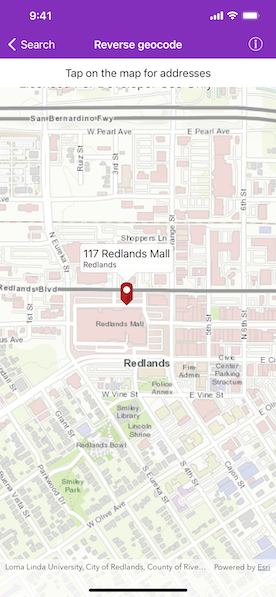 9:41
Search
Reverse geocode
Tap on the map for addresses
San Bernardino Fwy
W Pearl Ave
E Pearl Ave
Ruiz St
3rd St
6th St
N Eureka St
Orange St
Shoppers Ln
117 Redlands Mall
Redlands
Redlands Blvd
1st St
Redlands Mall
5th St
N 6th St
Redlands
Fire
Admin
Civic
Center
Parking
Structure
Police
Annex
W Vine St
E Vine St
Smiley
Library
Lincoln
Shrine
Grant St
Redlands Bowl
Parkwood Dr
Smiley
Park
S Eureka St
S 4th St
Cajon St
Buena Vista St
W Olive Ave
Loma Linda University, City of Redlands, County of Rive...
Powered by Esri